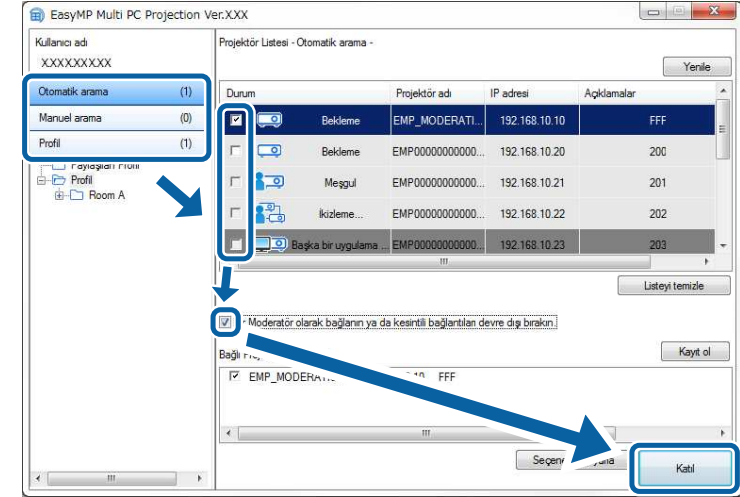 EasyMP Multi PC Projection Ver.X.XX
Kullanıcı adı
XXXXXXXXX
Otomatik arama (1)
Manuel arama (0)
Profil (1)
Paylaşılan Profil
Profil
Room A
Projektör Listesi - Otomatik arama -
Yenile
Durum Projektör adı IP adresi Açıklamalar
Bekleme EMP_MODERATI... 192.168.10.10 FFF
Bekleme EMP00000000000... 192.168.10.20 200
Meşgul EMP00000000000... 192.168.10.21 201
İkizleme... EMP00000000000... 192.168.10.22 202
Başka bir uygulama ... EMP00000000000... 192.168.10.23 203
Listeyi temizle
Moderatör olarak bağlanın ya da kesintili bağlantıları devre dışı bırakın.
Bağlı
Kayıt ol
FFF
Katıl